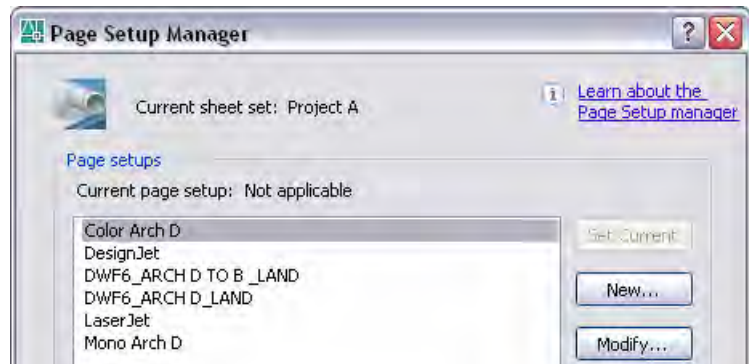 Page Setup Manager
Current sheet set: Project A
Learn about the
Page Setup manager
Page setups
Current page setup: Not applicable
Color Arch D
DesignJet
DWF6_ARCH D TO B _LAND
DWF6_ARCH D_LAND
LaserJet
Mono Arch D
Set Current
New...
Modify...